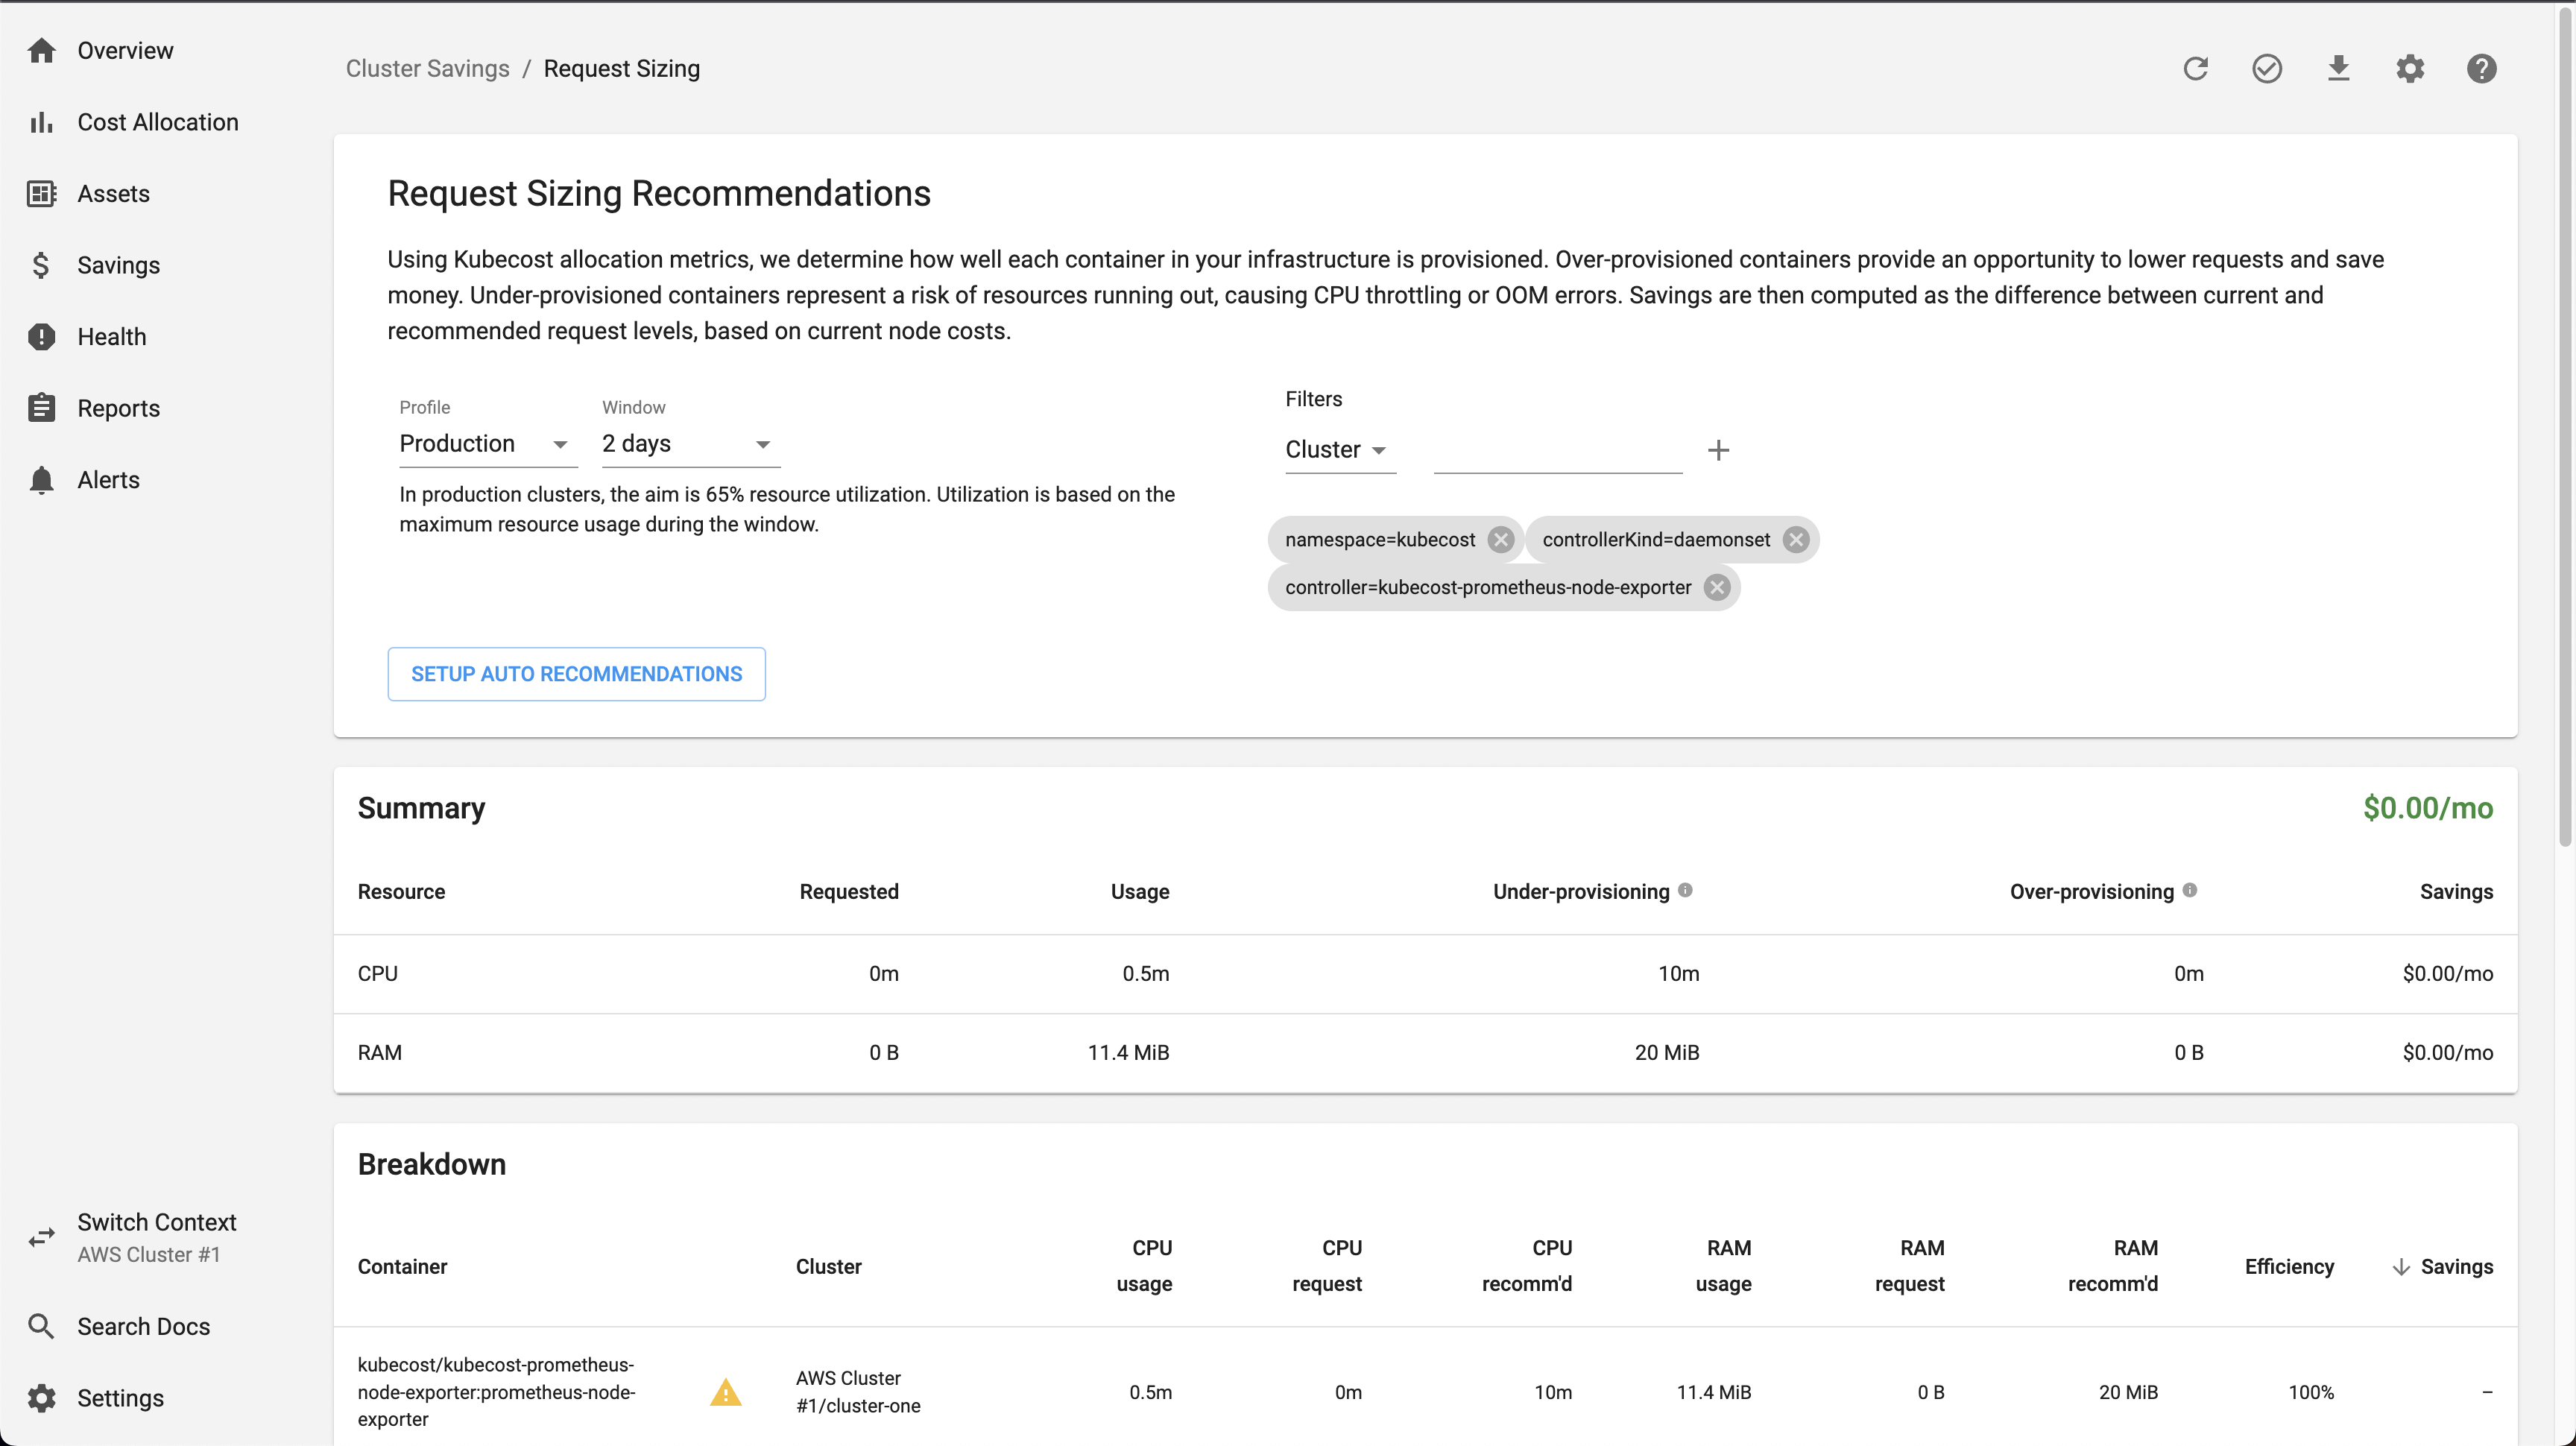 Overview
Cost Allocation
Assets
Savings
Health
Reports
Alerts
Switch Context
AWS Cluster #1
Search Docs
Settings
Cluster Savings / Request Sizing
Request Sizing Recommendations
Using Kubecost allocation metrics, we determine how well each container in your infrastructure is provisioned. Over-provisioned containers provide an opportunity to lower requests and save
money. Under-provisioned containers represent a risk of resources running out, causing CPU throttling or OOM errors. Savings are then computed as the difference between current and
recommended request levels, based on current node costs.
Profile Window
Production 2 days
In production clusters, the aim is 65% resource utilization. Utilization is based on the
maximum resource usage during the window.
Filters
Cluster
namespace=kubecost controllerKind=daemonset
controller=kubecost-prometheus-node-exporter
SETUP AUTO RECOMMENDATIONS
Summary $0.00/mo
Resource Requested Usage Under-provisioning Over-provisioning Savings
CPU 0m 0.5m 10m 0m $0.00/mo
RAM 0 B 11.4 MiB 20 MiB 0 B $0.00/mo
Breakdown
Container Cluster CPU usage CPU request CPU recomm'd RAM usage RAM request RAM recomm'd Efficiency Savings
kubecost/kubecost-prometheus-
node-exporter:prometheus-node-
exporter
AWS Cluster
#1/cluster-one
0.5m 0m 10m 11.4 MiB 0 B 20 MiB 100% –